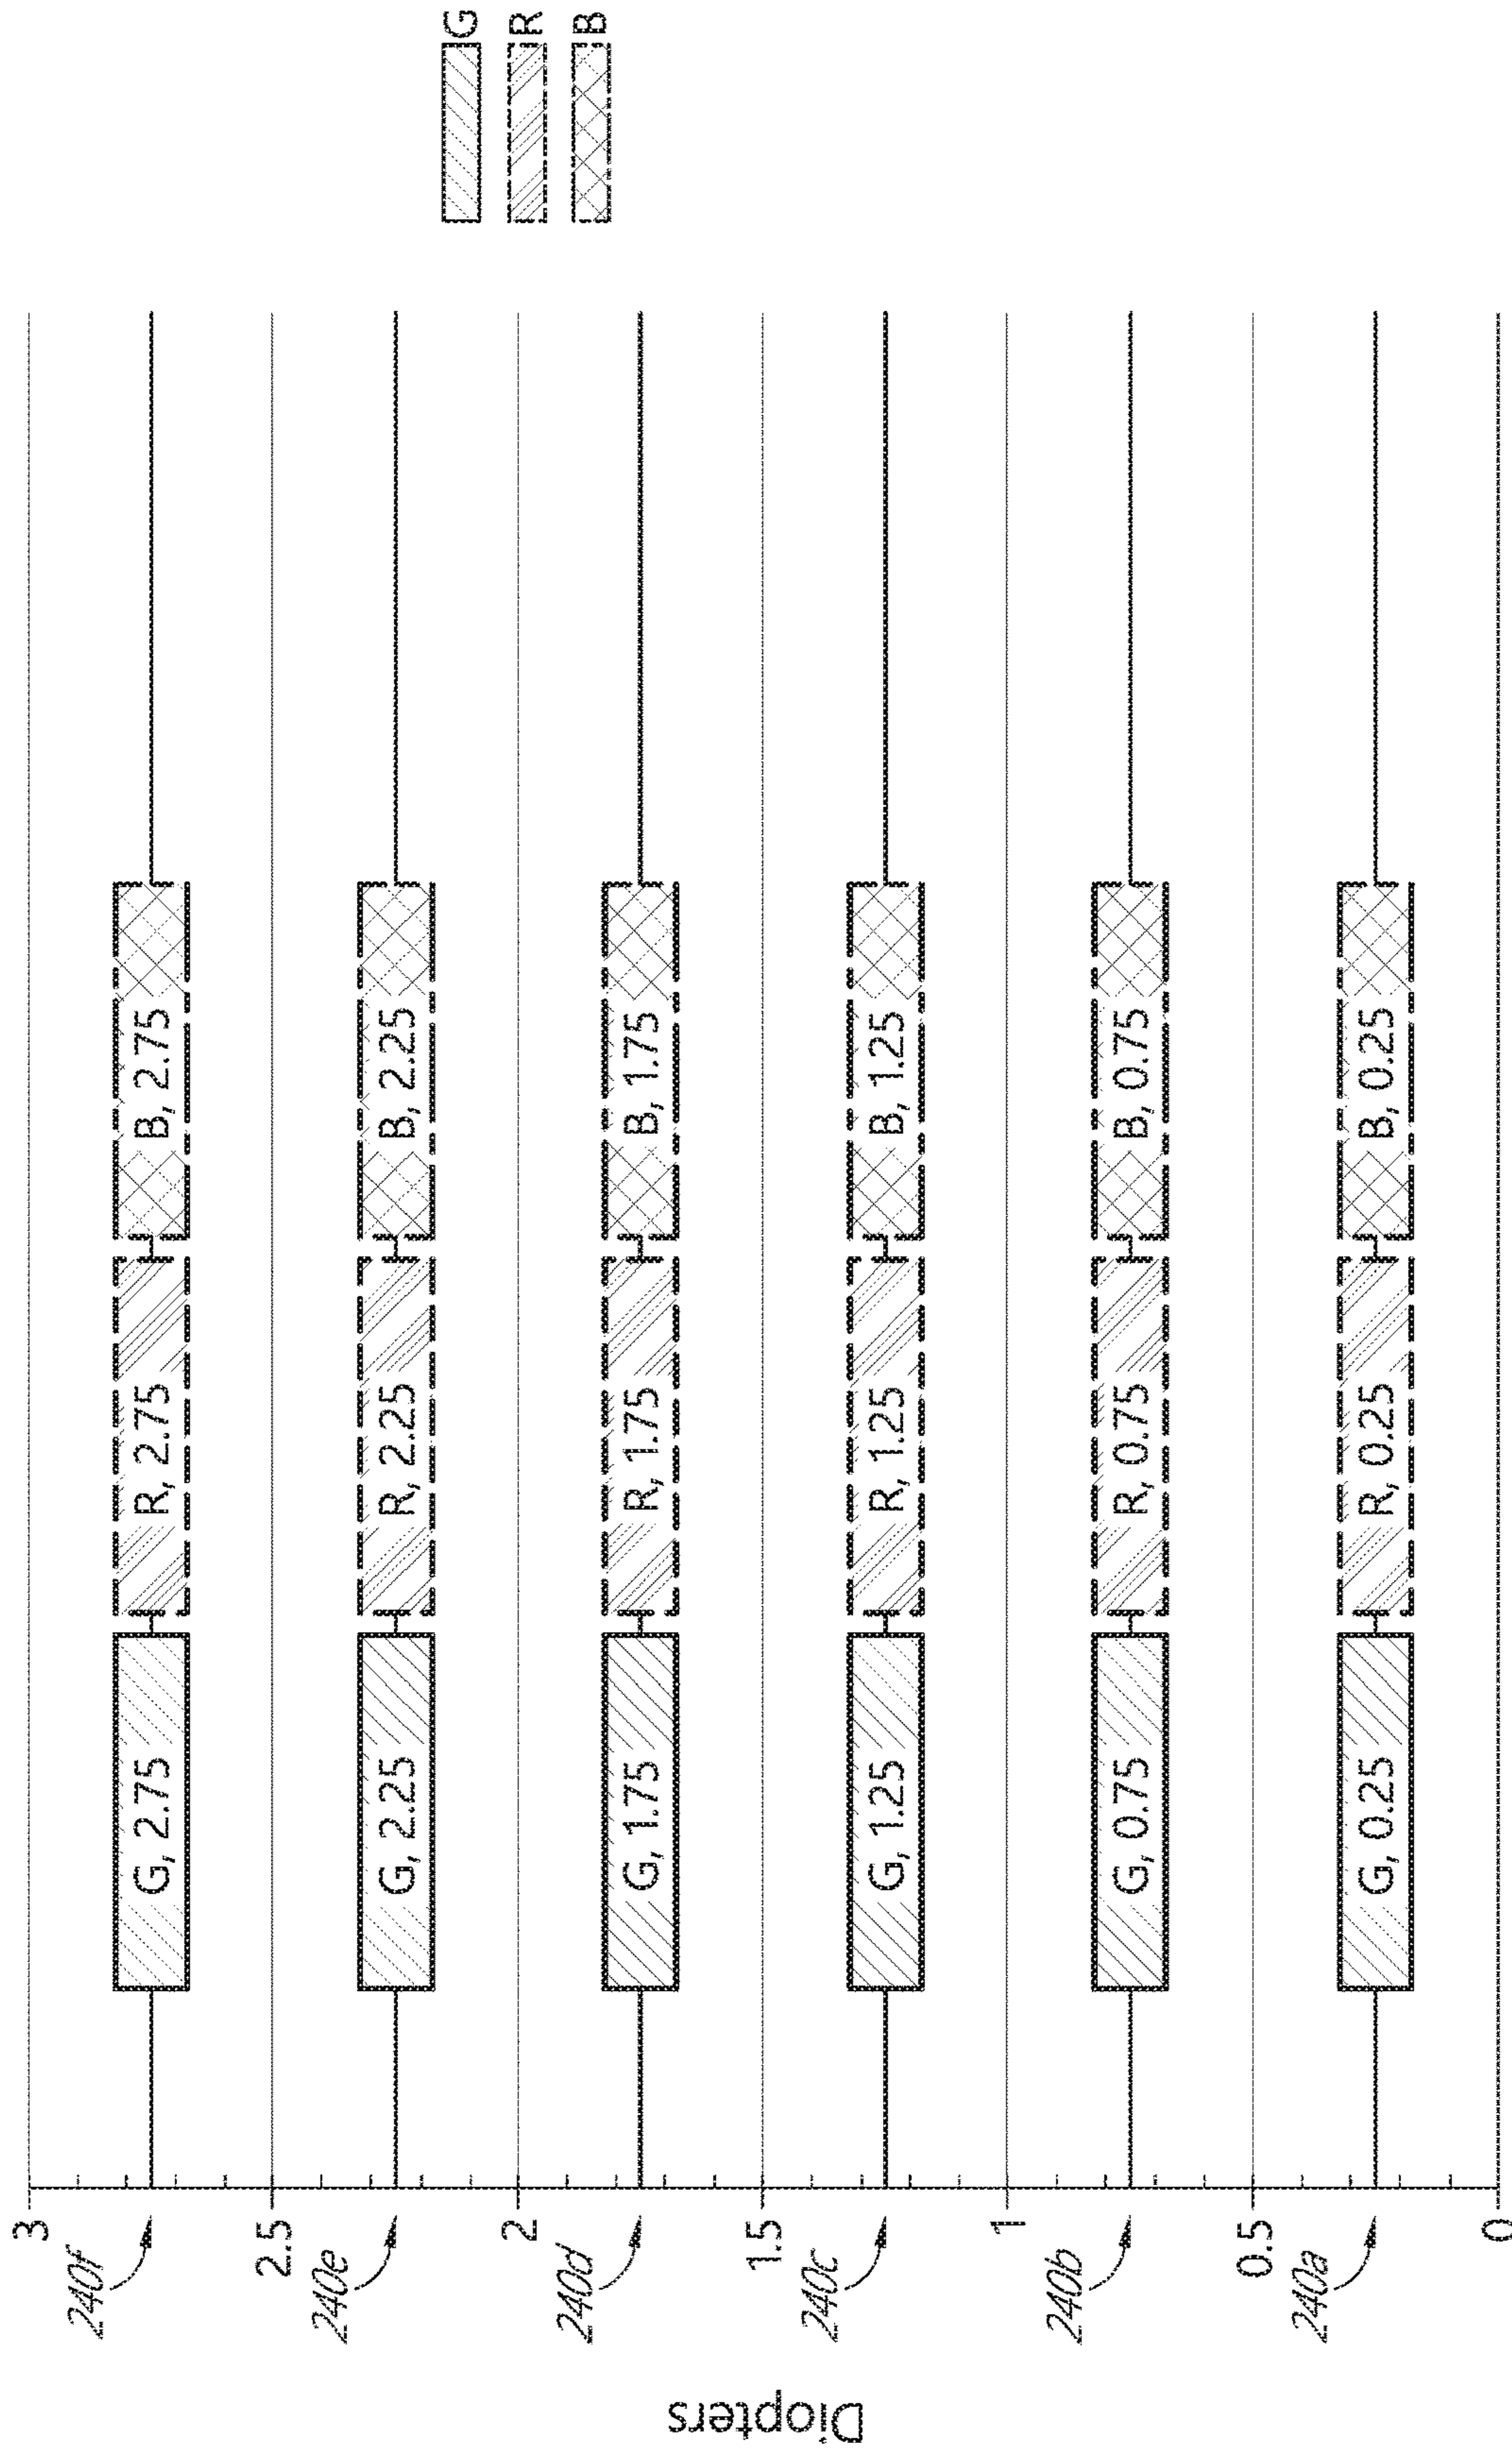 Diopters
3
240f
G, 2.75 R, 2.75 B, 2.75
2.5
240e
G, 2.25 R, 2.25 B, 2.25
2
240d
G, 1.75 R, 1.75 B, 1.75
1.5
240c
G, 1.25 R, 1.25 B, 1.25
1
240b
G, 0.75 R, 0.75 B, 0.75
0.5
240a
G, 0.25 R, 0.25 B, 0.25
0
G
R
B